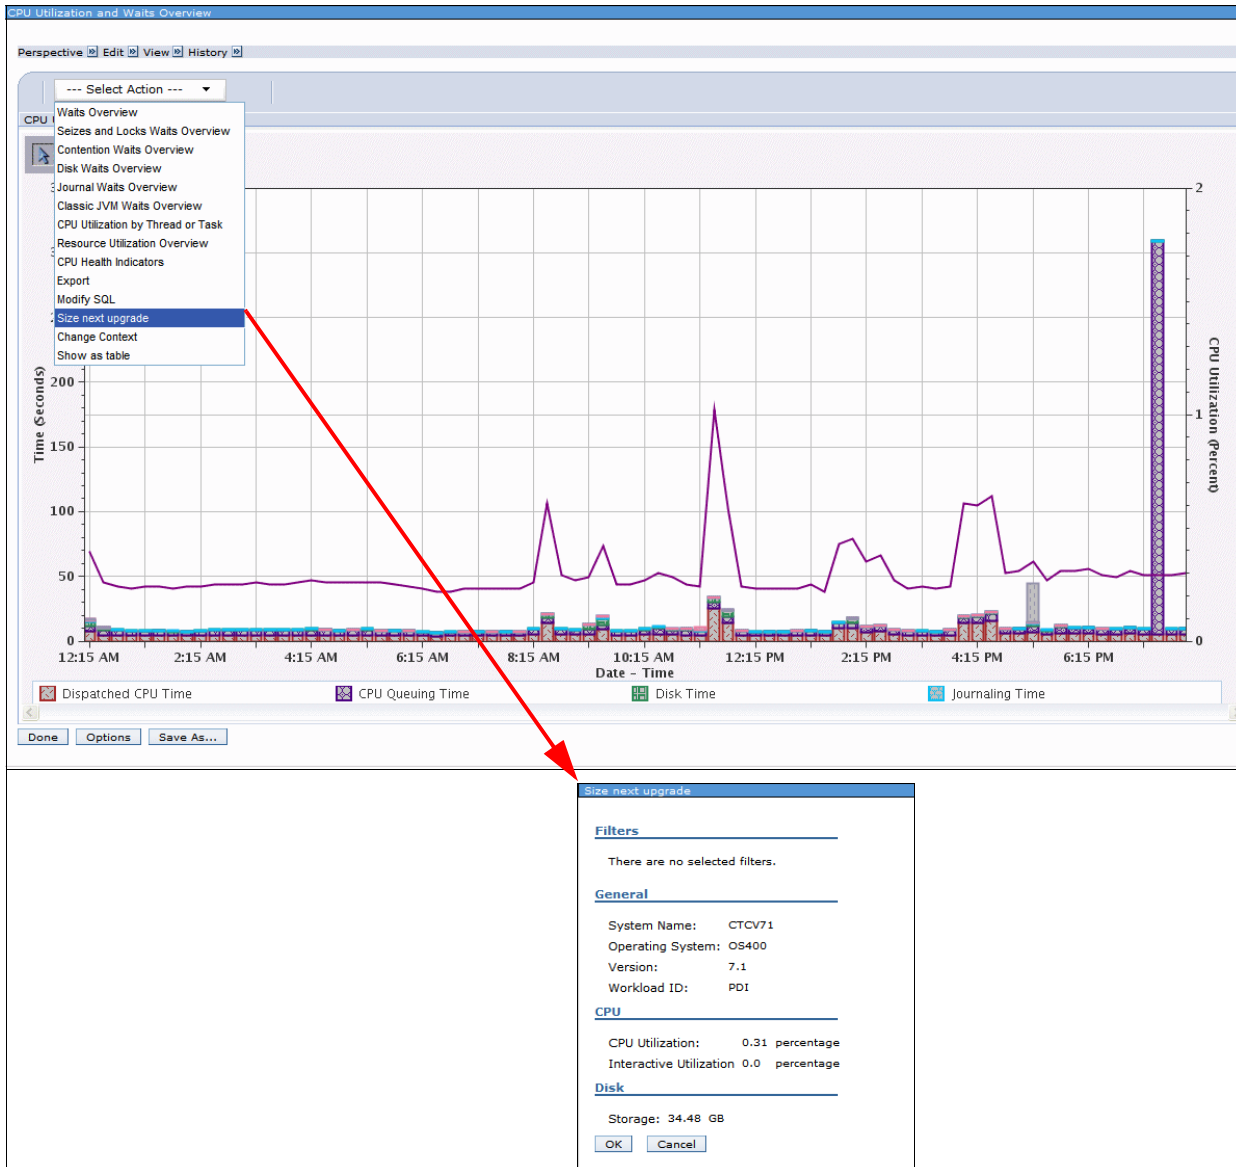 CPU Utilization and Waits Overview
Perspective Edit View History
--- Select Action ---
CPU
Waits Overview
Seizes and Locks Waits Overview
Contention Waits Overview
Disk Waits Overview
Journal Waits Overview
Classic JVM Waits Overview
CPU Utilization by Thread or Task
Resource Utilization Overview
CPU Health Indicators
Export
Modify SQL
Size next upgrade
Change Context
Show as table
200
150
100
50
0
Time (Seconds)
2
1
0
CPU Utilization (Percent)
12:15 AM 2:15 AM 4:15 AM 6:15 AM 8:15 AM 10:15 AM 12:15 PM 2:15 PM 4:15 PM 6:15 PM
Date - Time
Dispatched CPU Time CPU Queuing Time Disk Time Journaling Time
Done Options Save As...
Size next upgrade
Filters
There are no selected filters.
General
System Name: CTCV71
Operating System: OS400
Version: 7.1
Workload ID: PDI
CPU
CPU Utilization: 0.31 percentage
Interactive Utilization 0.0 percentage
Disk
Storage: 34.48 GB
OK Cancel